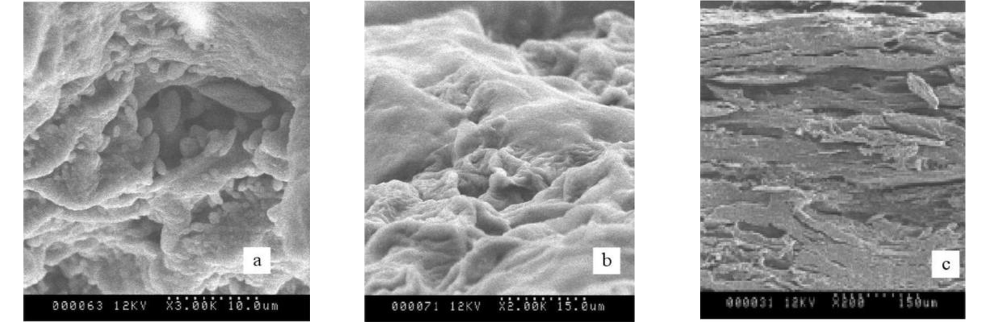 a
b
c
000063 12KV X3.00K 10.0um
000071 12KV X2.00K 15.0um
000031 12KV X200 150um